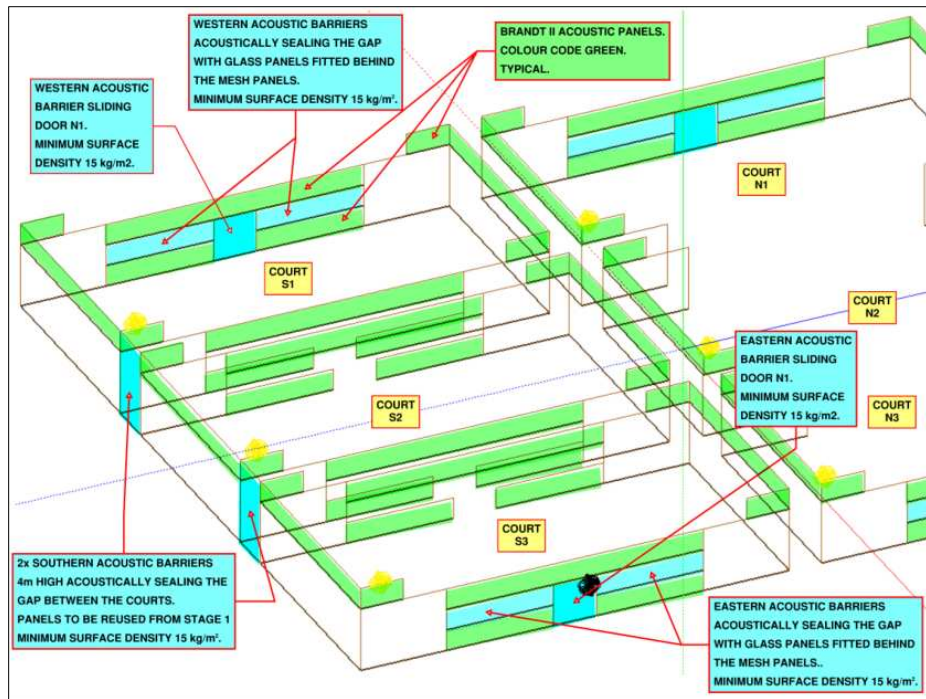 WESTERN ACOUSTIC BARRIERS
ACOUSTICALLY SEALING THE GAP
WITH GLASS PANELS FITTED BEHIND
THE MESH PANELS.
MINIMUM SURFACE DENSITY 15 kg/m².
BRANDT II ACOUSTIC PANELS.
COLOUR CODE GREEN.
TYPICAL.
WESTERN ACOUSTIC
BARRIER SLIDING
DOOR N1.
MINIMUM SURFACE
DENSITY 15 kg/m2.
COURT
N1
COURT
S1
COURT
N2
EASTERN ACOUSTIC
BARRIER SLIDING
DOOR N1.
MINIMUM SURFACE
DENSITY 15 kg/m2.
COURT
S2
COURT
N3
COURT
S3
2x SOUTHERN ACOUSTIC BARRIERS
4m HIGH ACOUSTICALLY SEALING THE
GAP BETWEEN THE COURTS.
PANELS TO BE REUSED FROM STAGE 1
MINIMUM SURFACE DENSITY 15 kg/m².
EASTERN ACOUSTIC BARRIERS
ACOUSTICALLY SEALING THE GAP
WITH GLASS PANELS FITTED BEHIND
THE MESH PANELS..
MINIMUM SURFACE DENSITY 15 kg/m².